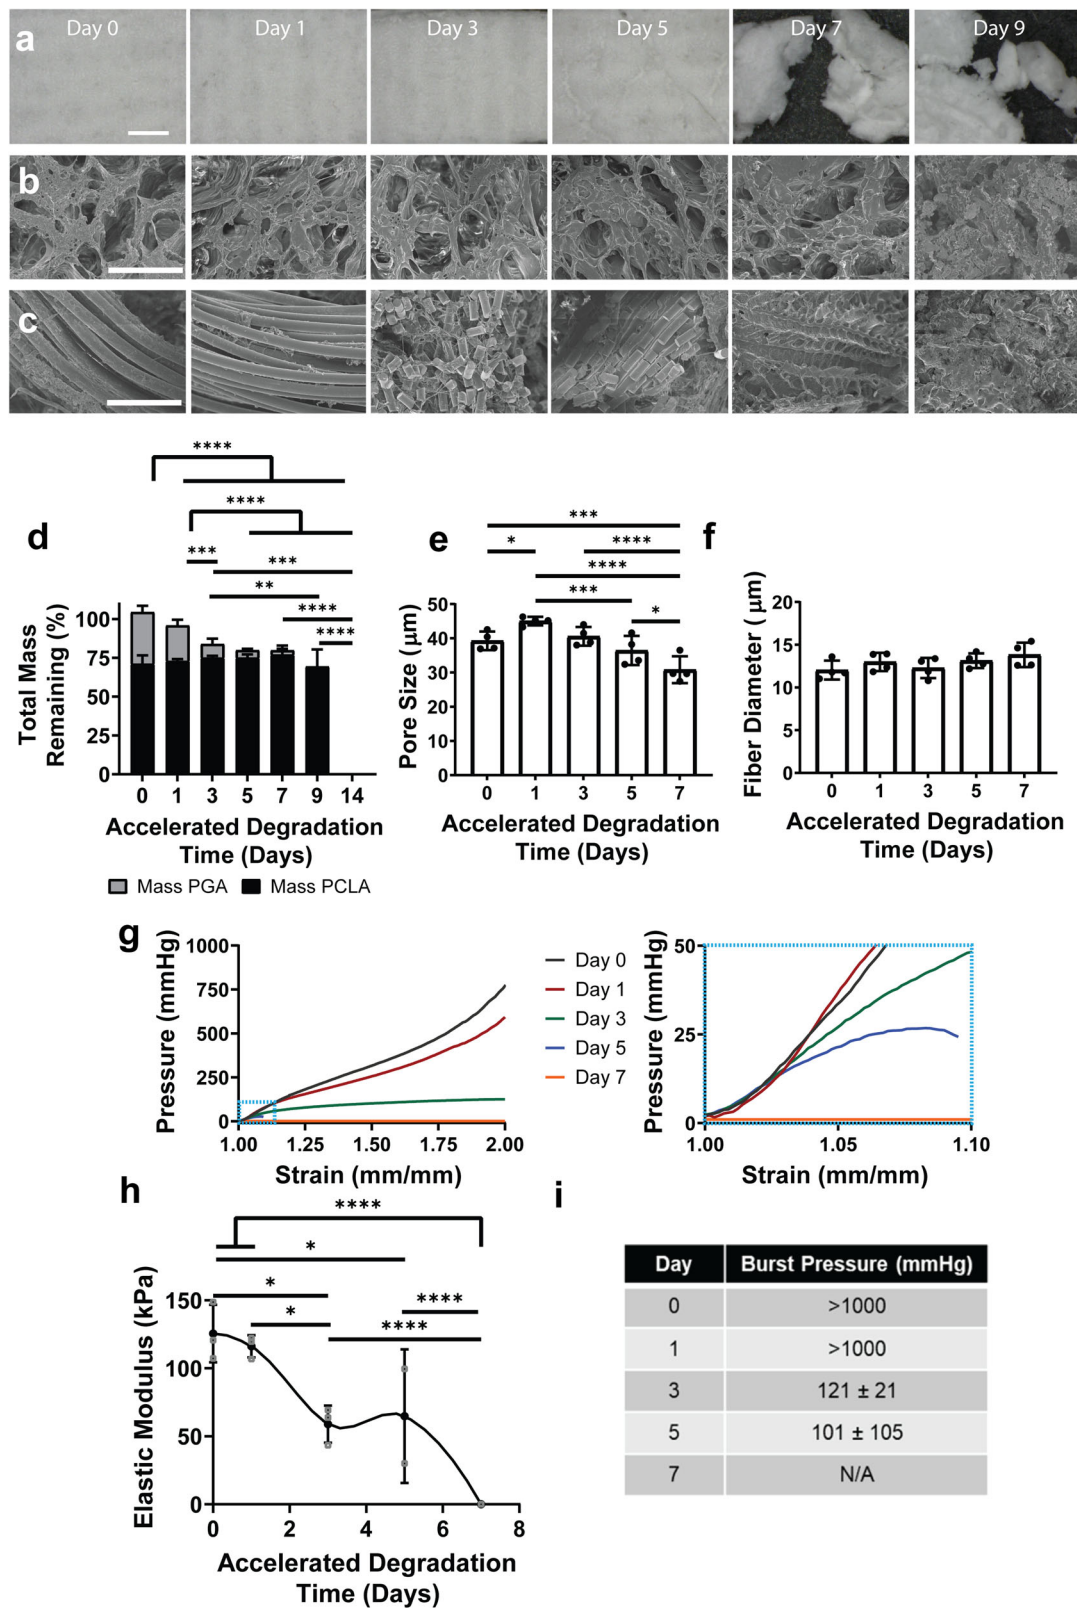 a
Day 0
Day 1
Day 3
Day 5
Day 7
Day 9
b
c
d
****
****
***
***
**
****
****
Total Mass
Remaining (%)
100
75
50
25
0
0 1 3 5 7 9 14
Accelerated Degradation
Time (Days)
Mass PGA
Mass PCLA
e
***
*
****
****
***
*
Pore Size (μm)
40
30
20
10
0
0 1 3 5 7
Accelerated Degradation
Time (Days)
f
Fiber Diameter (μm)
20
15
10
5
0
0 1 3 5 7
Accelerated Degradation
Time (Days)
g
Pressure (mmHg)
1000
750
500
250
0
1.00 1.25 1.50 1.75 2.00
Strain (mm/mm)
Day 0
Day 1
Day 3
Day 5
Day 7
Pressure (mmHg)
50
25
0
1.00 1.05 1.10
Strain (mm/mm)
h
****
*
*
****
*
****
Elastic Modulus (kPa)
150
100
50
0
0 2 4 6 8
Accelerated Degradation
Time (Days)
i
Day Burst Pressure (mmHg)
0 >1000
1 >1000
3 121 ± 21
5 101 ± 105
7 N/A